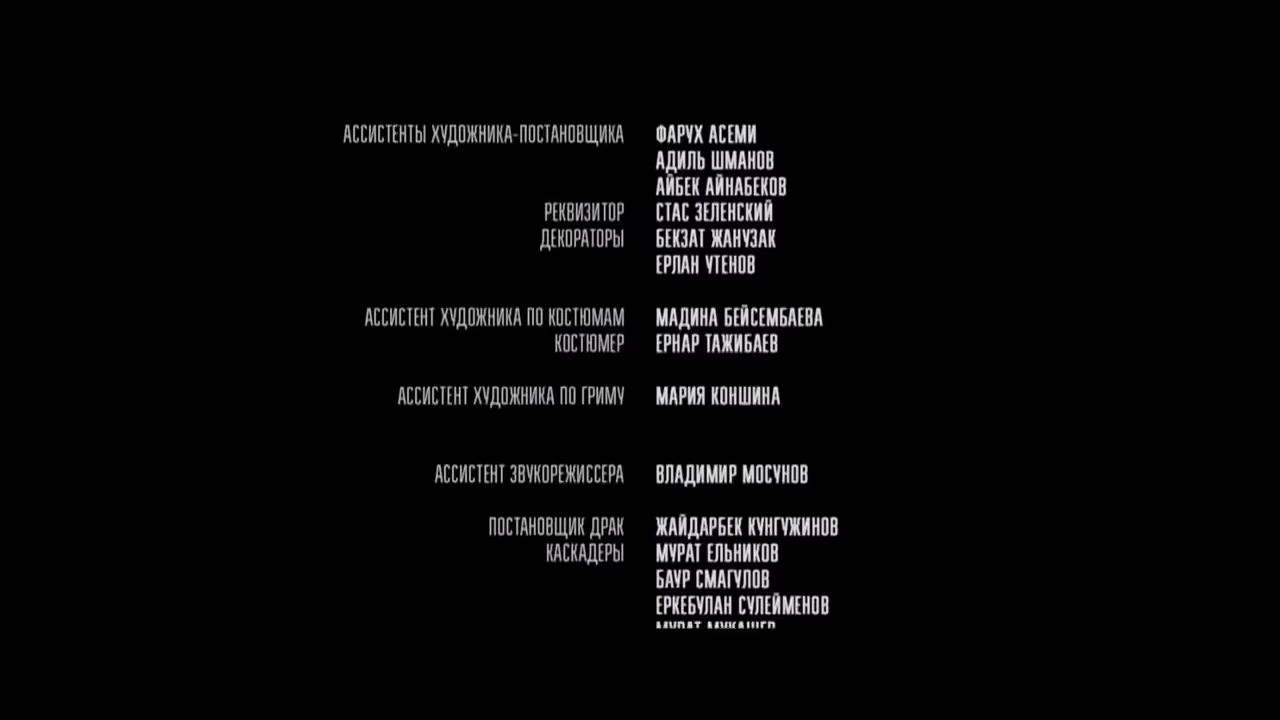 АССИСТЕНТЫ ХУДОЖНИКА-ПОСТАНОВЩИКА ФАРУХ АСЕМИ
АДИЛЬ ШМАНОВ
АЙБЕК АЙНАБЕКОВ
РЕКВИЗИТОР СТАС ЗЕЛЕНСКИЙ
ДЕКОРАТОРЫ БЕКЗАТ ЖАНУЗАК
ЕРЛАН УТЕНОВ
АССИСТЕНТ ХУДОЖНИКА ПО КОСТЮМАМ МАДИНА БЕЙСЕМБАЕВА
КОСТЮМЕР ЕРНАР ТАЖИБАЕВ
АССИСТЕНТ ХУДОЖНИКА ПО ГРИМУ МАРИЯ КОНШИНА
АССИСТЕНТ ЗВУКОРЕЖИССЕРА ВЛАДИМИР МОСУНОВ
ПОСТАНОВЩИК ДРАК ЖАЙДАРБЕК КУНГУЖИНОВ
КАСКАДЕРЫ МУРАТ ЕЛЬНИКОВ
БАУР СМАГУЛОВ
ЕРКЕБУЛАН СУЛЕЙМЕНОВ
МУРАТ